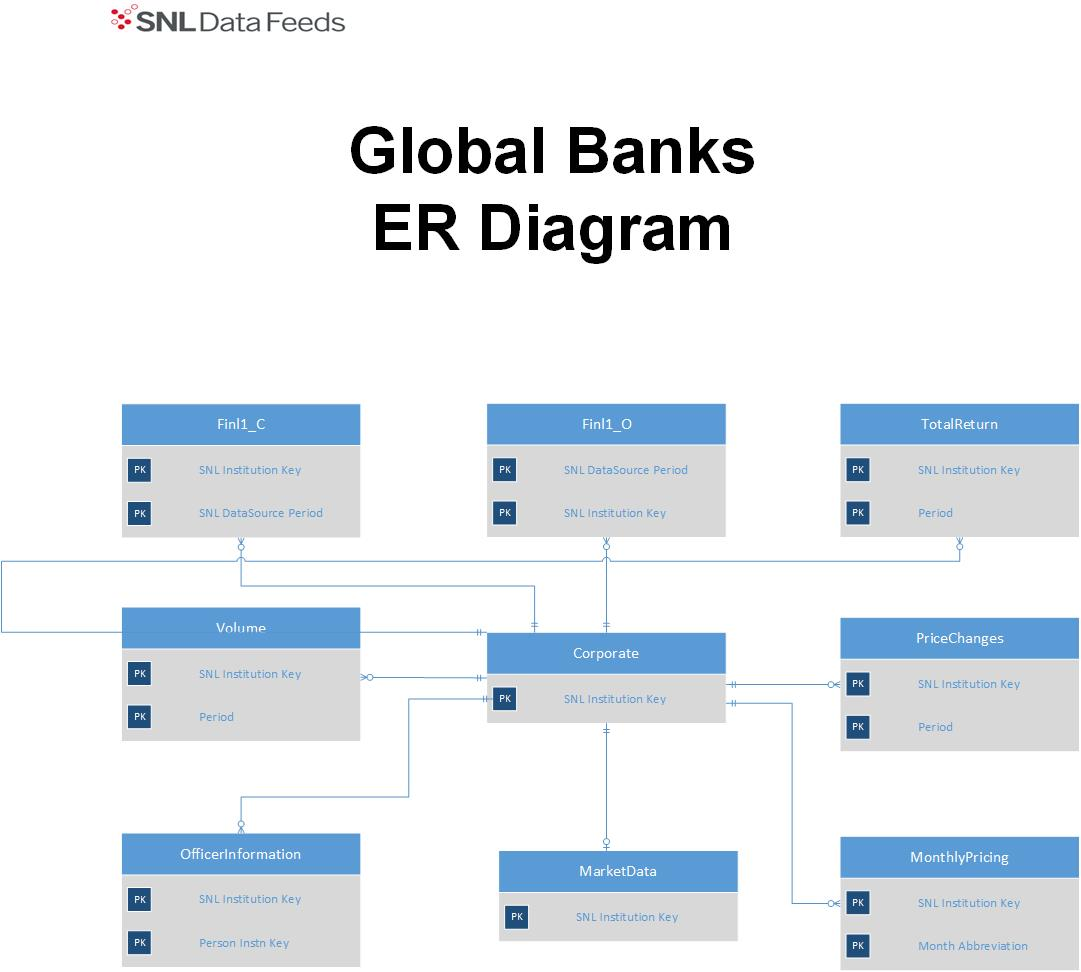 SNL Data Feeds
Global Banks
ER Diagram
Finl1_C
PK SNL Institution Key
PK SNL DataSource Period
Finl1_O
PK SNL DataSource Period
PK SNL Institution Key
TotalReturn
PK SNL Institution Key
PK Period
Volume
PK SNL Institution Key
PK Period
Corporate
PK SNL Institution Key
PriceChanges
PK SNL Institution Key
PK Period
OfficerInformation
PK SNL Institution Key
PK Person Instn Key
MarketData
PK SNL Institution Key
MonthlyPricing
PK SNL Institution Key
PK Month Abbreviation